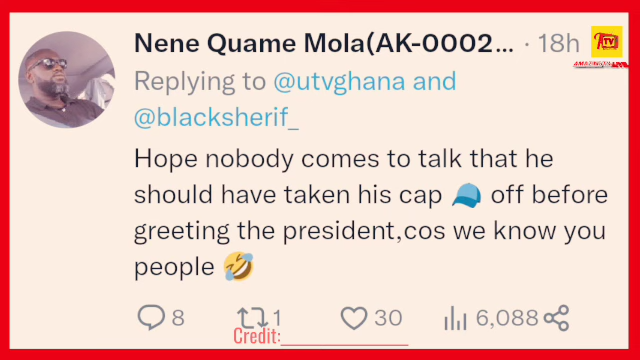 Nene Quame Mola(AK-0002... · 18h
Replying to @utvghana and
@blacksherif_
Hope nobody comes to talk that he
should have taken his cap 🧢 off before
greeting the president,cos we know you
people 🤣
8 1 30 6,088
Credit: